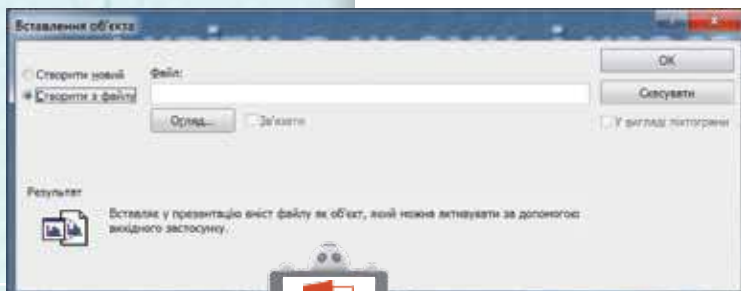 Вставлення об'єкта
Створити новий
Створити з файлу
Файл:
Огляд...
Зв'язати
ОК
Скасувати
У вигляді піктограми
Результат
Вставляє у презентацію вміст файлу як об'єкт, який можна активувати за допомогою
вихідного застосунку.